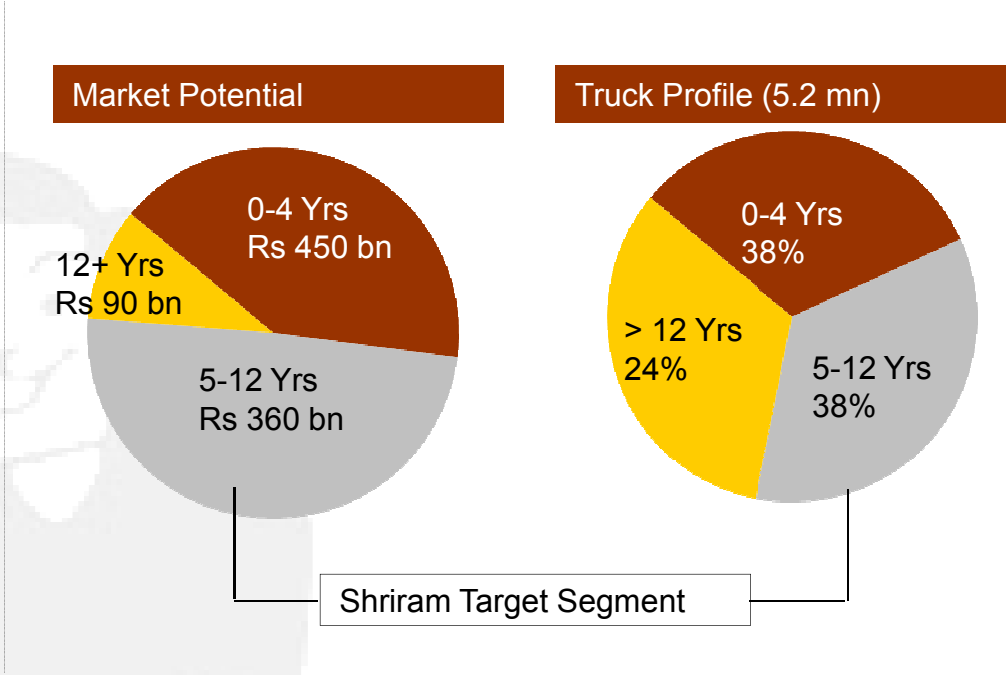 Market Potential
0-4 Yrs
Rs 450 bn
12+ Yrs
Rs 90 bn
5-12 Yrs
Rs 360 bn
Truck Profile (5.2 mn)
0-4 Yrs
38%
> 12 Yrs
24%
5-12 Yrs
38%
Shriram Target Segment